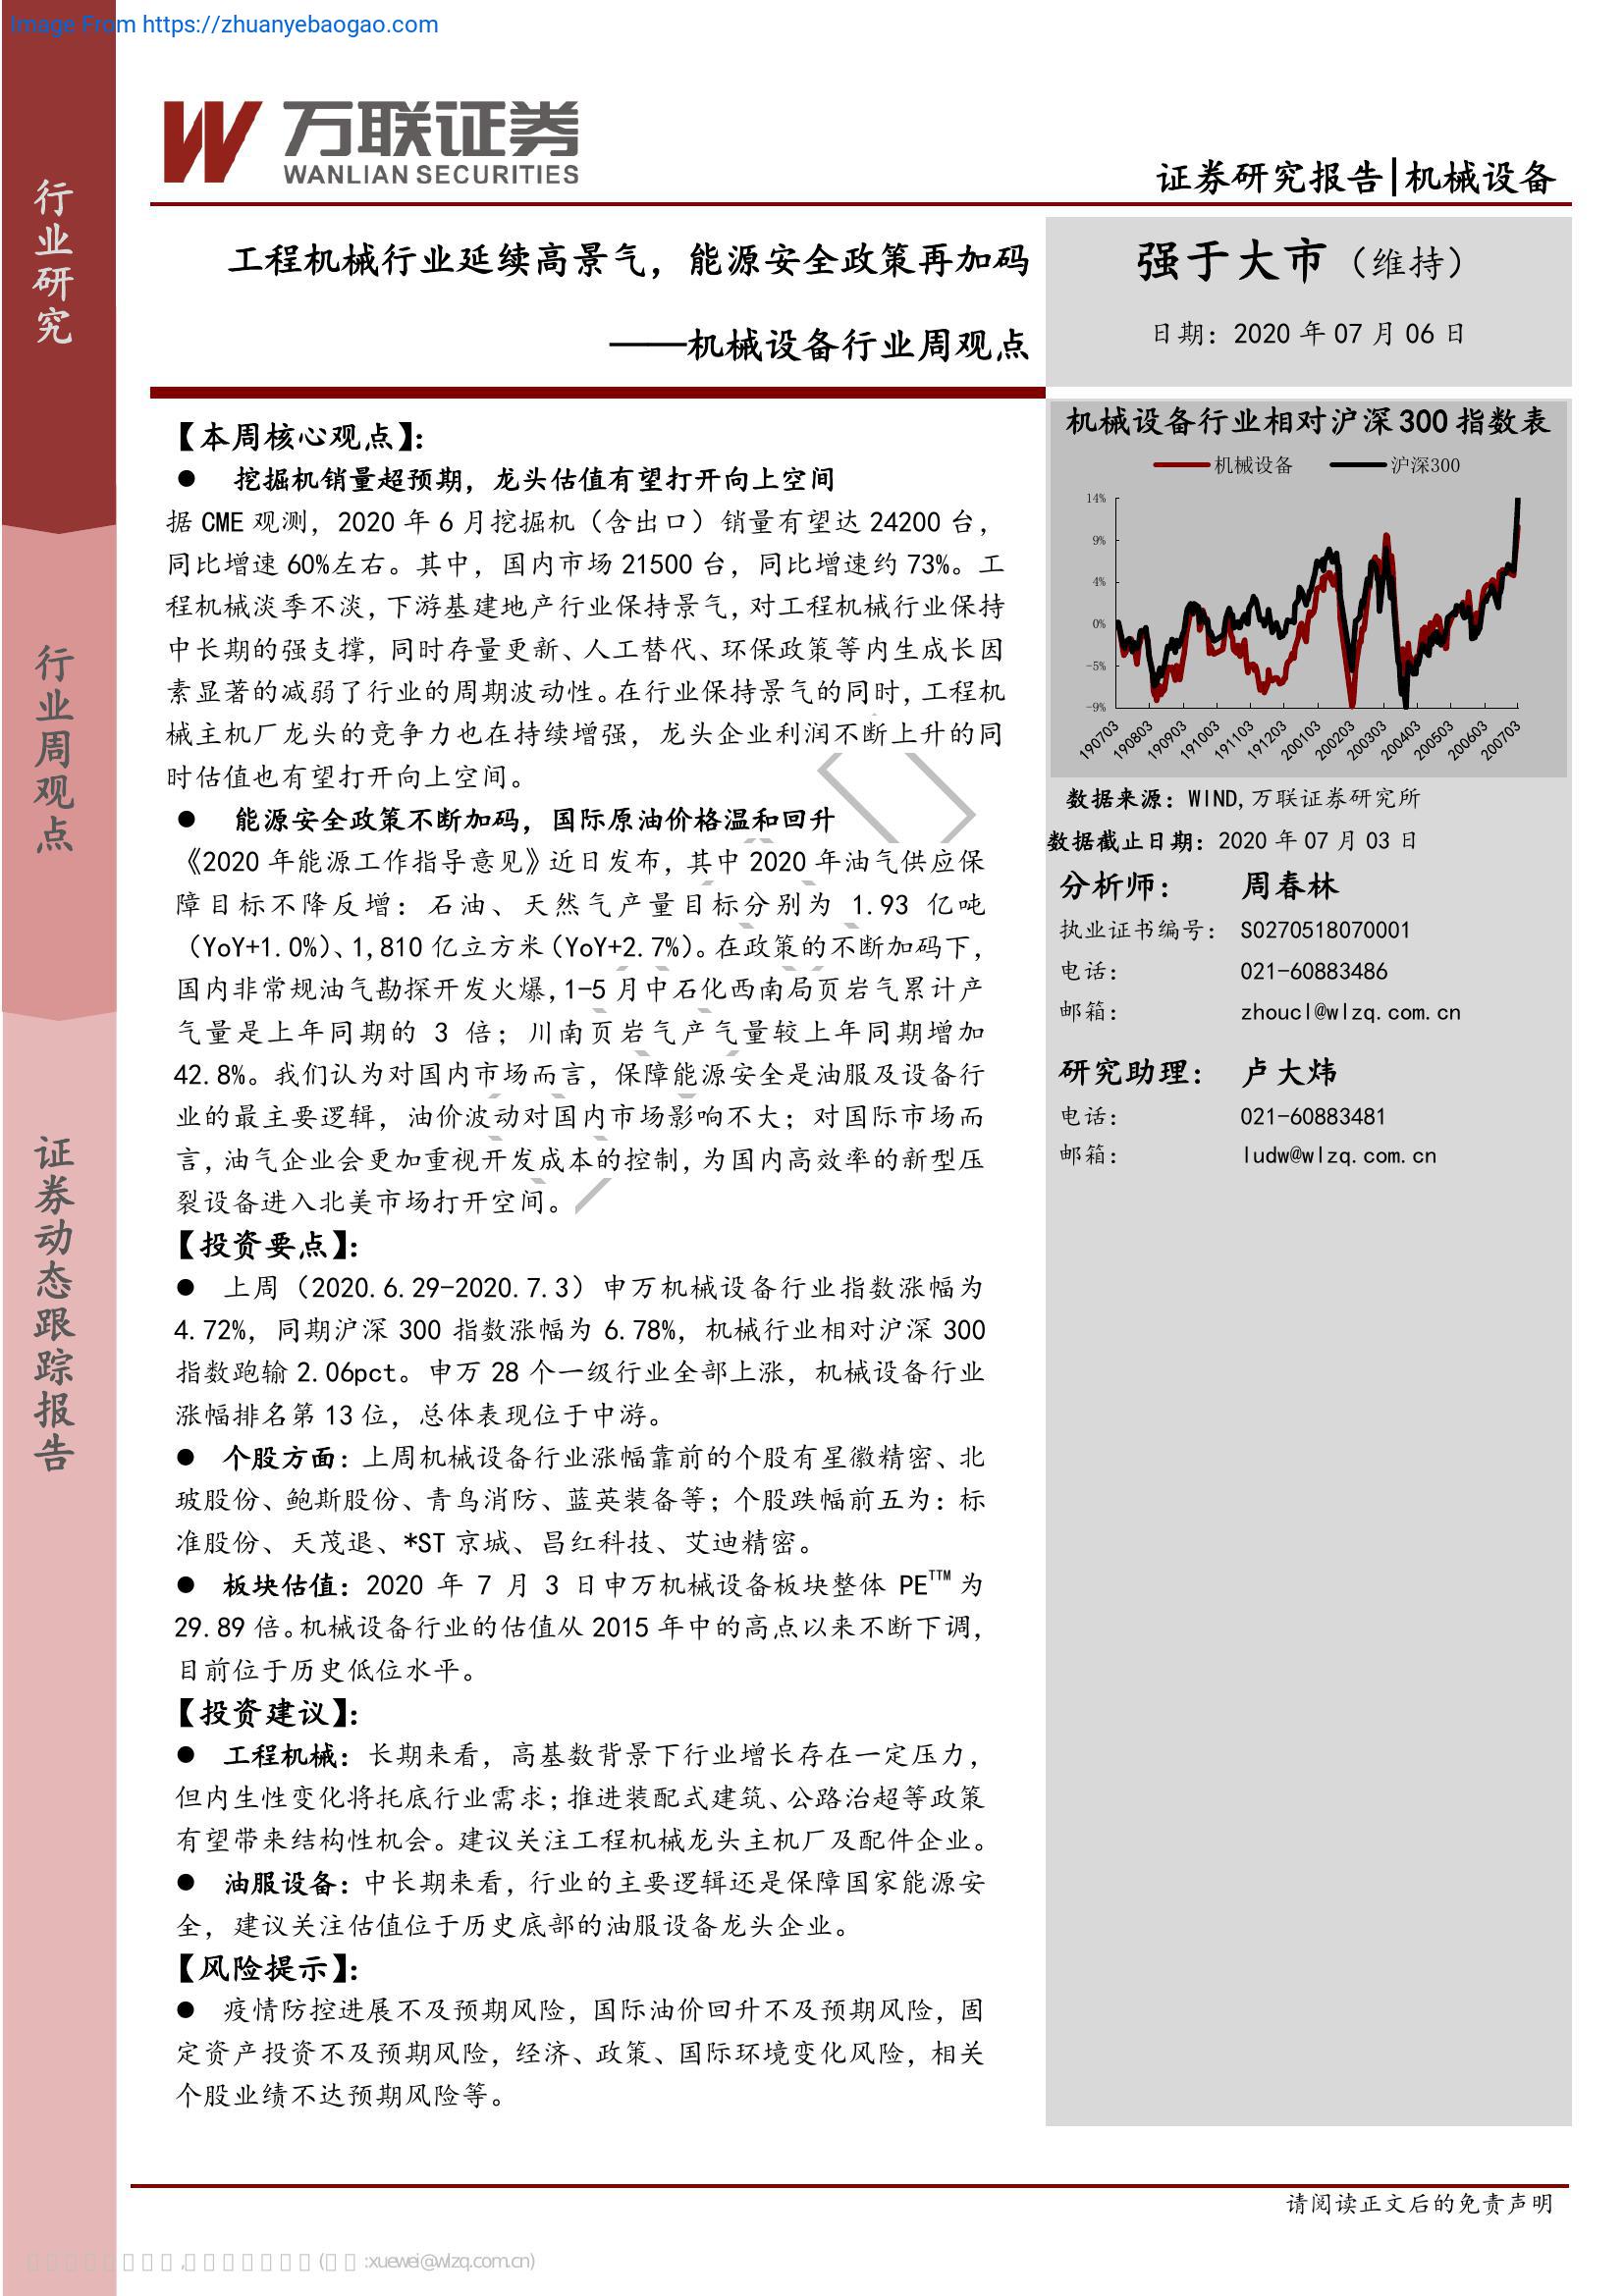 Image From https://zhuanyebaogao.com
万联证券
WANLIAN SECURITIES
证券研究报告|机械设备
行业研究
行业周观点
证券动态跟踪报告
工程机械行业延续高景气，能源安全政策再加码
——机械设备行业周观点
强于大市（维持）
日期：2020 年 07 月 06 日
【本周核心观点】：
● 挖掘机销量超预期，龙头估值有望打开向上空间
据 CME 观测，2020 年 6 月挖掘机（含出口）销量有望达 24200 台，
同比增速 60%左右。其中，国内市场 21500 台，同比增速约 73%。工
程机械淡季不淡，下游基建地产行业保持景气，对工程机械行业保持
中长期的强支撑，同时存量更新、人工替代、环保政策等内生成长因
素显著的减弱了行业的周期波动性。在行业保持景气的同时，工程机
械主机厂龙头的竞争力也在持续增强，龙头企业利润不断上升的同
时估值也有望打开向上空间。
● 能源安全政策不断加码，国际原油价格温和回升
《2020 年能源工作指导意见》近日发布，其中 2020 年油气供应保
障目标不降反增：石油、天然气产量目标分别为 1.93 亿吨
（YoY+1.0%）、1,810 亿立方米（YoY+2.7%）。在政策的不断加码下，
国内非常规油气勘探开发火爆，1-5 月中石化西南局页岩气累计产
气量是上年同期的 3 倍；川南页岩气产气量较上年同期增加
42.8%。我们认为对国内市场而言，保障能源安全是油服及设备行
业的最主要逻辑，油价波动对国内市场影响不大；对国际市场而
言，油气企业会更加重视开发成本的控制，为国内高效率的新型压
裂设备进入北美市场打开空间。
【投资要点】：
● 上周（2020.6.29-2020.7.3）申万机械设备行业指数涨幅为
4.72%，同期沪深 300 指数涨幅为 6.78%，机械行业相对沪深 300
指数跑输 2.06pct。申万 28 个一级行业全部上涨，机械设备行业
涨幅排名第 13 位，总体表现位于中游。
● 个股方面：上周机械设备行业涨幅靠前的个股有星徽精密、北
玻股份、鲍斯股份、青鸟消防、蓝英装备等；个股跌幅前五为：标
准股份、天茂退、*ST 京城、昌红科技、艾迪精密。
● 板块估值：2020 年 7 月 3 日申万机械设备板块整体 PETTM 为
29.89 倍。机械设备行业的估值从 2015 年中的高点以来不断下调，
目前位于历史低位水平。
【投资建议】：
● 工程机械：长期来看，高基数背景下行业增长存在一定压力，
但内生性变化将托底行业需求；推进装配式建筑、公路治超等政策
有望带来结构性机会。建议关注工程机械龙头主机厂及配件企业。
● 油服设备：中长期来看，行业的主要逻辑还是保障国家能源安
全，建议关注估值位于历史底部的油服设备龙头企业。
【风险提示】：
● 疫情防控进展不及预期风险，国际油价回升不及预期风险，固
定资产投资不及预期风险，经济、政策、国际环境变化风险，相关
个股业绩不达预期风险等。
机械设备行业相对沪深 300 指数表
机械设备 沪深300
14%
9%
4%
0%
-5%
-9%
190703 190803 190903 191003 191103 191203 200103 200203 200303 200403 200503 200603 200703
数据来源：WIND,万联证券研究所
数据截止日期：2020 年 07 月 03 日
分析师： 周春林
执业证书编号： S0270518070001
电话： 021-60883486
邮箱： zhoucl@wlzq.com.cn
研究助理： 卢大炜
电话： 021-60883481
邮箱： ludw@wlzq.com.cn
请阅读正文后的免责声明
:xuewei@wlzq.com.cn)